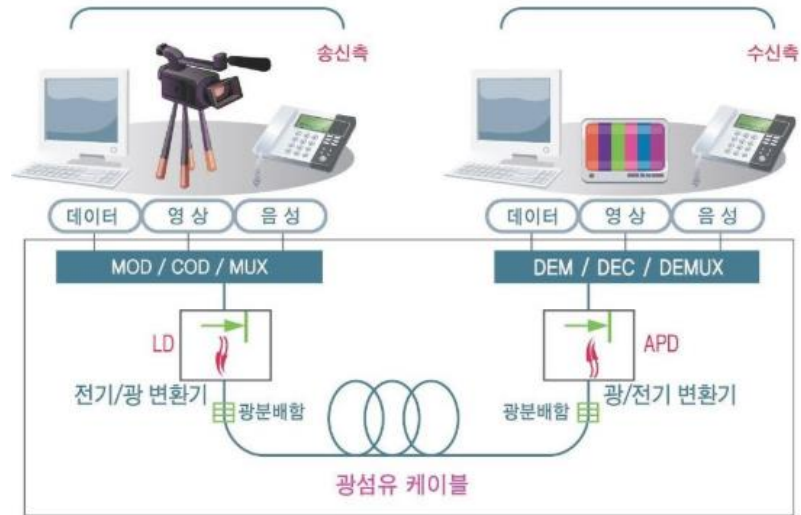 송신측
수신측
데이터
영 상
음 성
데이터
영 상
음 성
MOD / COD / MUX
DEM / DEC / DEMUX
LD
APD
전기/광 변환기
광/전기 변환기
광분배함
광분배함
광섬유 케이블